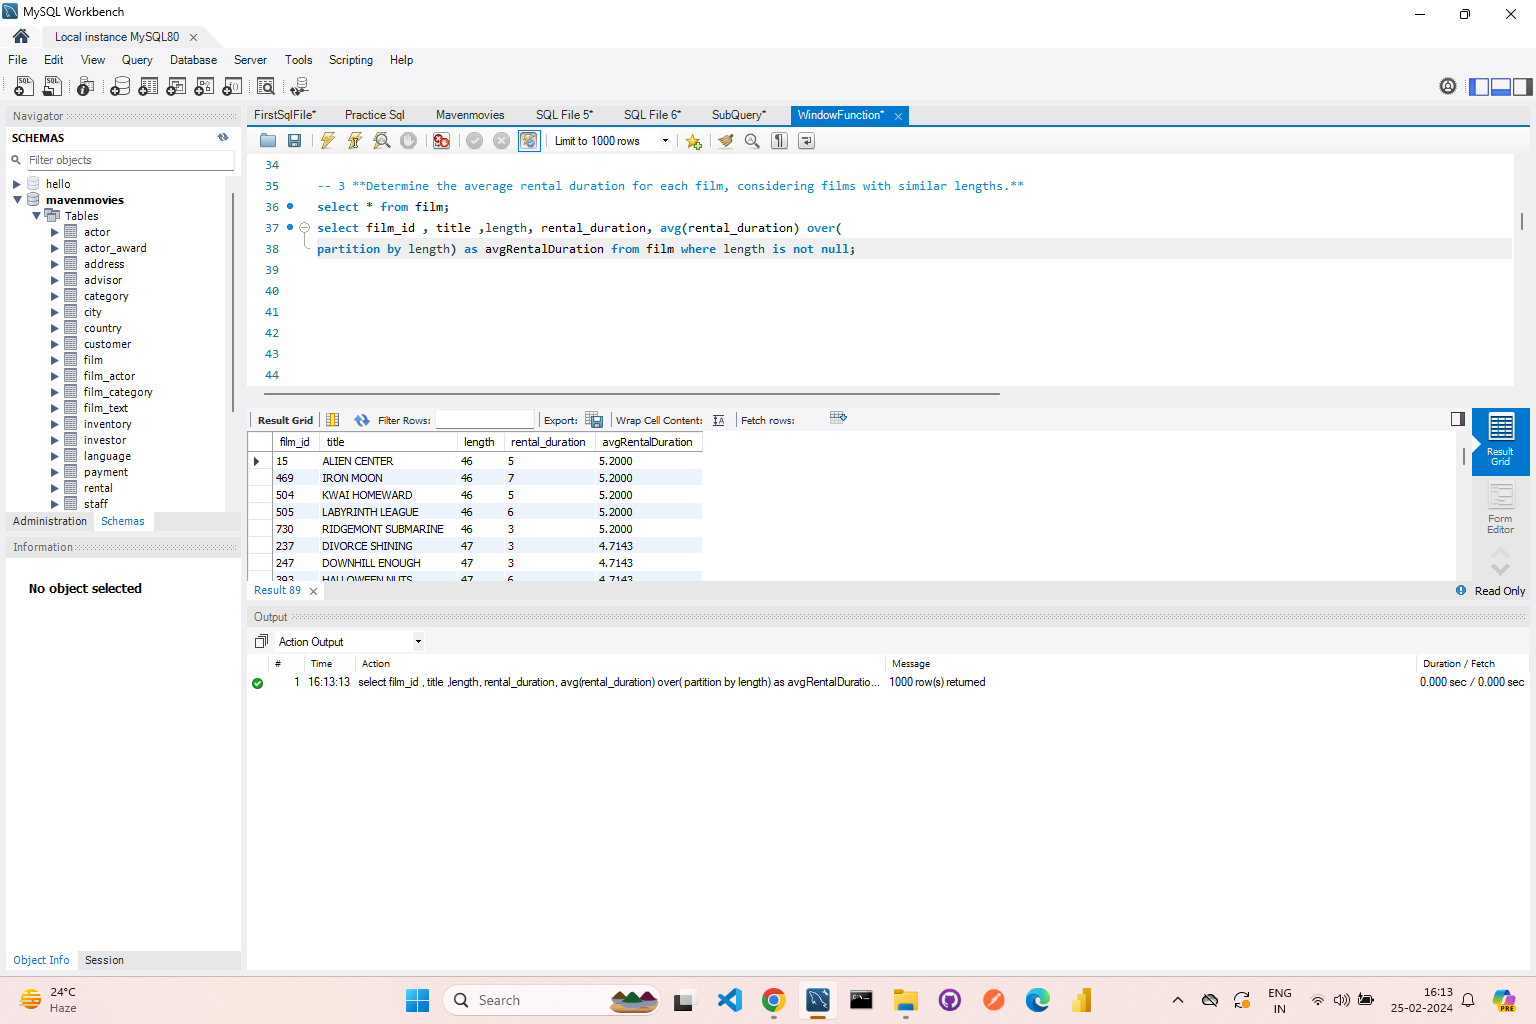 MySQL Workbench
Local instance MySQL80
File Edit View Query Database Server Tools Scripting Help
Navigator
SCHEMAS
Filter objects
hello
mavenmovies
Tables
actor
actor_award
address
advisor
category
city
country
customer
film
film_actor
film_category
film_text
inventory
investor
language
payment
rental
staff
Administration Schemas
Information
No object selected
Object Info Session
FirstSqlFile* Practice Sql Mavenmovies SQL File 5* SQL File 6* SubQuery* WindowFunction*
Limit to 1000 rows
34
35 -- 3 **Determine the average rental duration for each film, considering films with similar lengths.**
36 select * from film;
37 select film_id , title ,length, rental_duration, avg(rental_duration) over(
38 partition by length) as avgRentalDuration from film where length is not null;
39
40
41
42
43
44
Result Grid Filter Rows: Export: Wrap Cell Content: Fetch rows:
film_id title length rental_duration avgRentalDuration
15 ALIEN CENTER 46 5 5.2000
469 IRON MOON 46 7 5.2000
504 KWAI HOMEWARD 46 5 5.2000
505 LABYRINTH LEAGUE 46 6 5.2000
730 RIDGEMONT SUBMARINE 46 3 5.2000
237 DIVORCE SHINING 47 3 4.7143
247 DOWNHILL ENOUGH 47 3 4.7143
393 HALLOWEEN NUTS 47 6 4.7143
Result Grid
Form Editor
Result 89
Read Only
Output
Action Output
# Time Action Message Duration / Fetch
1 16:13:13 select film_id , title ,length, rental_duration, avg(rental_duration) over( partition by length) as avgRentalDuratio... 1000 row(s) returned 0.000 sec / 0.000 sec
24°C
Haze
Search
ENG
IN
16:13
25-02-2024
PRE